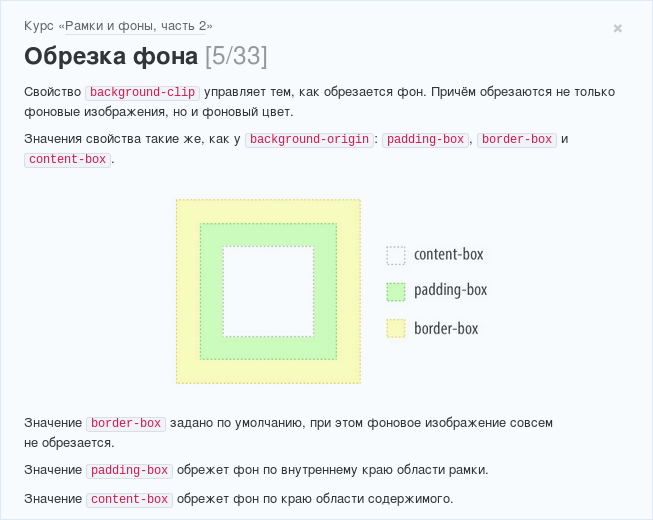 Курс «Рамки и фоны, часть 2»
×
Обрезка фона [5/33]
Свойство background-clip управляет тем, как обрезается фон. Причём обрезаются не только
фоновые изображения, но и фоновый цвет.
Значения свойства такие же, как у background-origin: padding-box, border-box и
content-box.
content-box
padding-box
border-box
Значение border-box задано по умолчанию, при этом фоновое изображение совсем
не обрезается.
Значение padding-box обрежет фон по внутреннему краю области рамки.
Значение content-box обрежет фон по краю области содержимого.